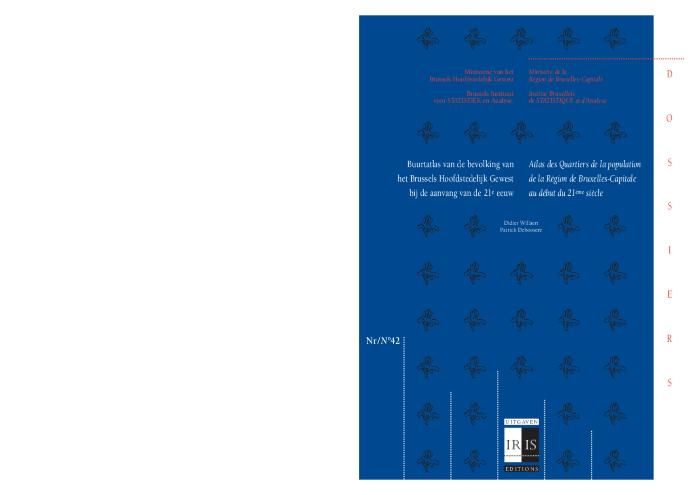 Ministerie van het
Brussels Hoofdstedelijk Gewest
Brussels Instituut
voor STATISTIEK en Analyse.
Ministère de la
Région de Bruxelles-Capitale
Institut Bruxellois
de STATISTIQUE et d'Analyse
Buurtatlas van de bevolking van
het Brussels Hoofdstedelijk Gewest
bij de aanvang van de 21e eeuw
Atlas des Quartiers de la population
de la Région de Bruxelles-Capitale
au début du 21ème siècle
Didier Willaert
Patrick Deboosere
Nr/N°42
UITGAVEN
IRIS
EDITIONS
D
O
S
S
I
E
R
S